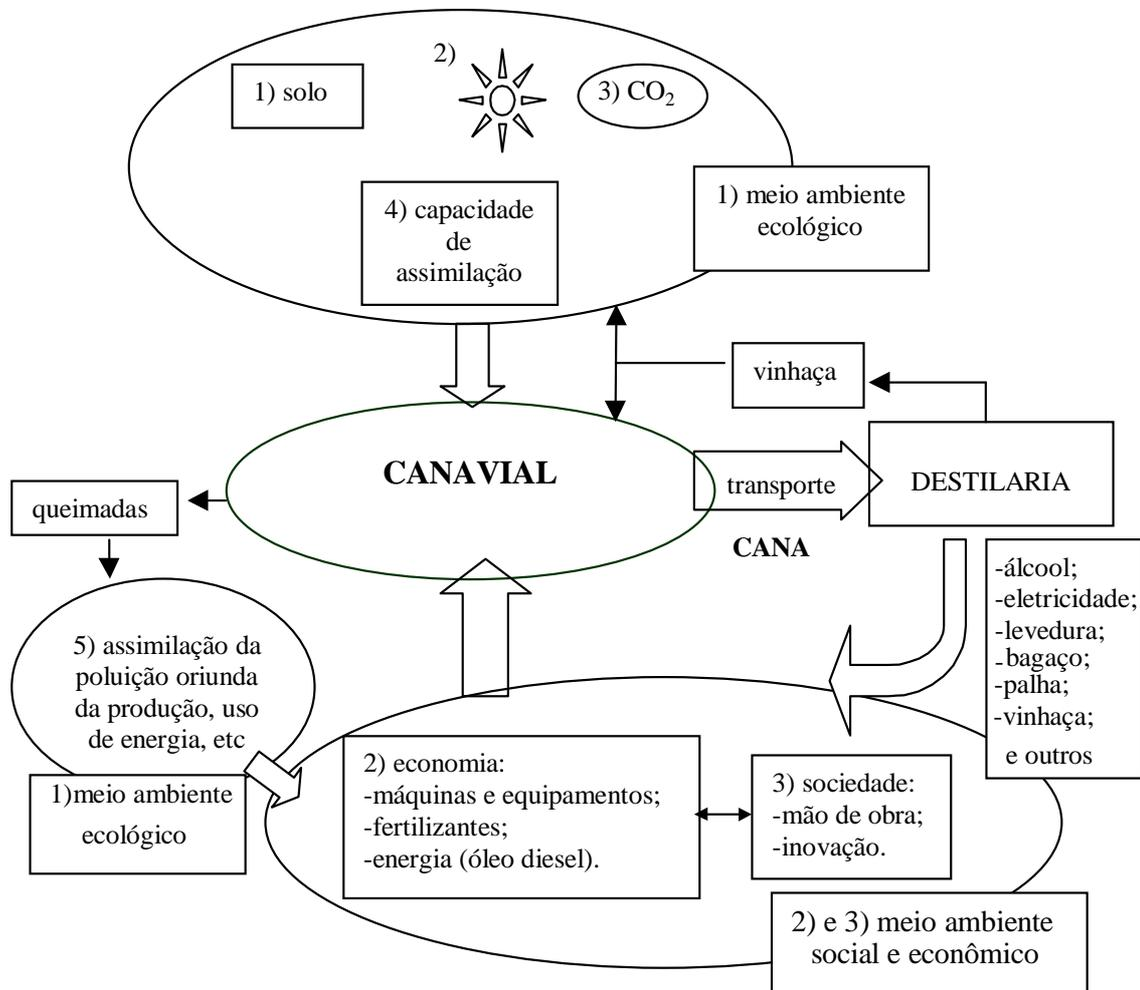 2)
1) solo
3) CO₂
4) capacidade
de
assimilação
1) meio ambiente
ecológico
vinhaça
CANAVIAL
transporte
DESTILARIA
CANA
queimadas
-álcool;
-eletricidade;
-levedura;
-bagaço;
-palha;
-vinhaça;
e outros
5) assimilação da
poluição oriunda
da produção, uso
de energia, etc
1)meio ambiente
ecológico
2) economia:
-máquinas e equipamentos;
-fertilizantes;
-energia (óleo diesel).
3) sociedade:
-mão de obra;
-inovação.
2) e 3) meio ambiente
social e econômico